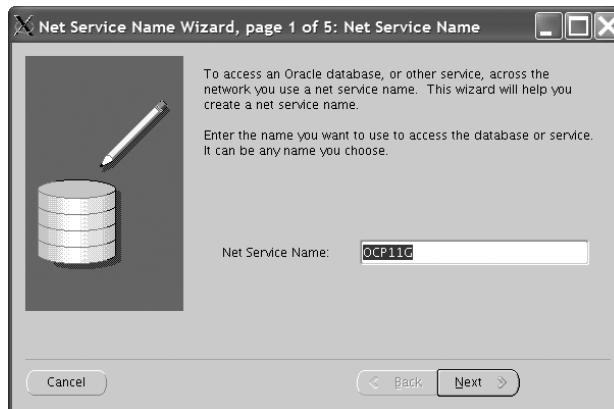 Net Service Name Wizard, page 1 of 5: Net Service Name
To access an Oracle database, or other service, across the
network you use a net service name. This wizard will help you
create a net service name.
Enter the name you want to use to access the database or service.
It can be any name you choose.
Net Service Name: OCP11G
Cancel Back Next